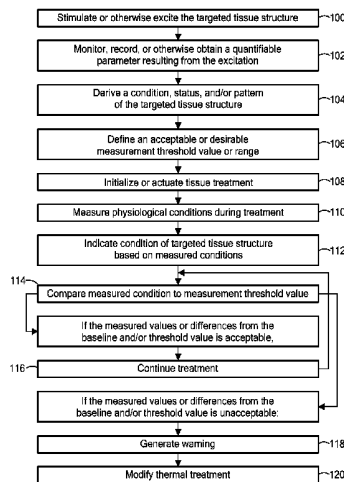 Stimulate or otherwise excite the targeted tissue structure
100
Monitor, record, or otherwise obtain a quantifiable
parameter resulting from the excitation
102
Derive a condition, status, and/or pattern
of the targeted tissue structure
104
Define an acceptable or desirable
measurement threshold value or range
106
Initialize or actuate tissue treatment
108
Measure physiological conditions during treatment
110
Indicate condition of targeted tissue structure
based on measured conditions
112
114
Compare measured condition to measurement threshold value
If the measured values or differences from the
baseline and/or threshold value is acceptable,
116
Continue treatment
If the measured values or differences from the
baseline and/or threshold value is unacceptable:
Generate warning
118
Modify thermal treatment
120